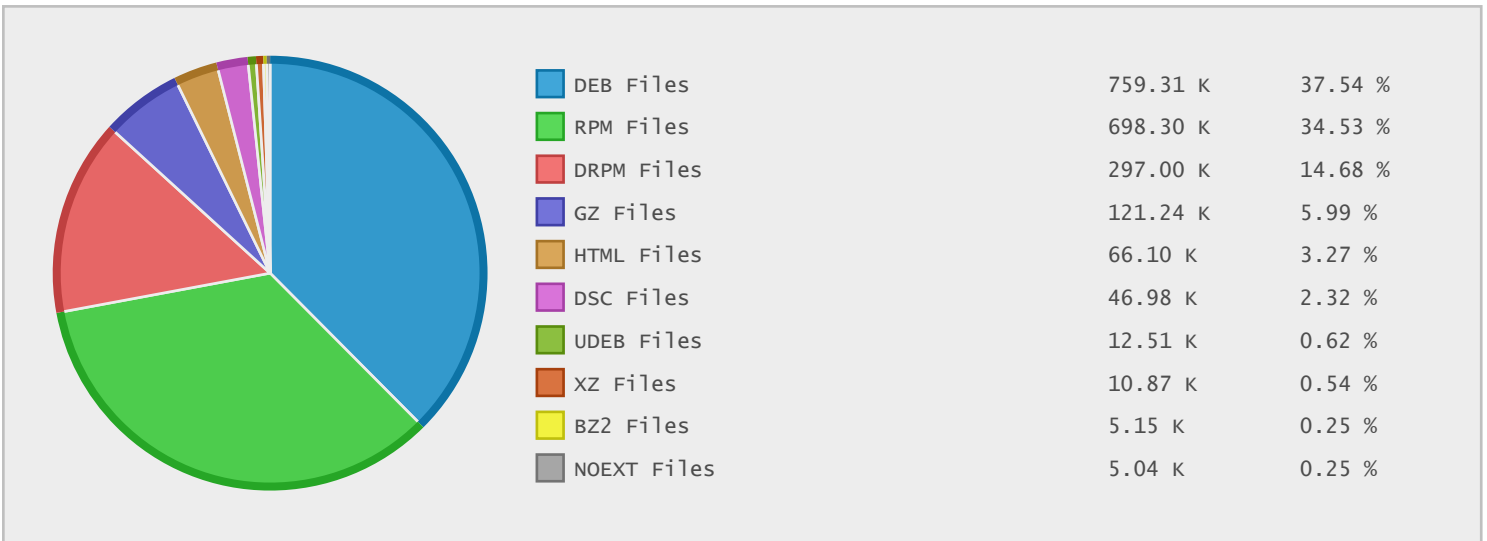 DEB Files 759.31 K 37.54 %
RPM Files 698.30 K 34.53 %
DRPM Files 297.00 K 14.68 %
GZ Files 121.24 K 5.99 %
HTML Files 66.10 K 3.27 %
DSC Files 46.98 K 2.32 %
UDEB Files 12.51 K 0.62 %
XZ Files 10.87 K 0.54 %
BZ2 Files 5.15 K 0.25 %
NOEXT Files 5.04 K 0.25 %